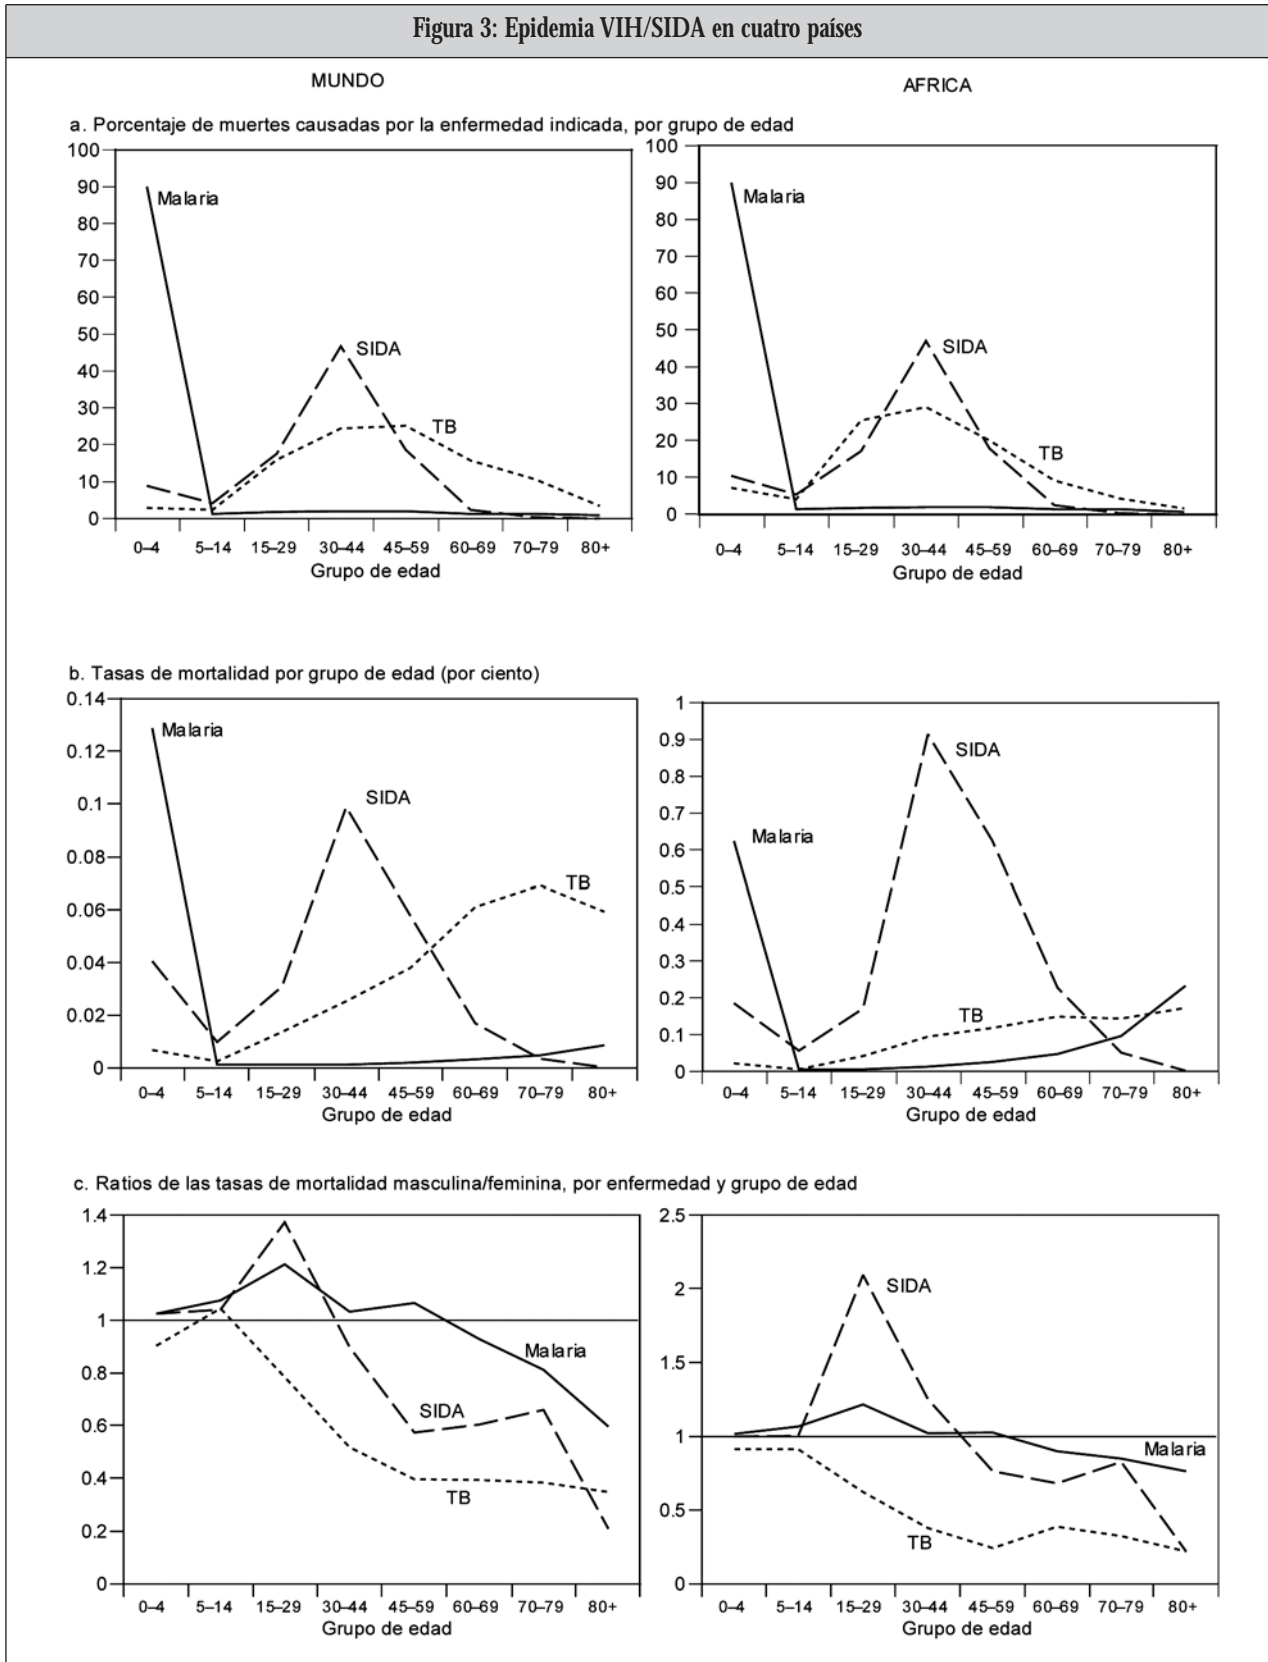 Figura 3: Epidemia VIH/SIDA en cuatro países
MUNDO
AFRICA
a. Porcentaje de muertes causadas por la enfermedad indicada, por grupo de edad
100
90
80
70
60
50
40
30
20
10
0
Malaria
SIDA
TB
0–4 5–14 15–29 30–44 45–59 60–69 70–79 80+
Grupo de edad
100
90
80
70
60
50
40
30
20
10
0
Malaria
SIDA
TB
0–4 5–14 15–29 30–44 45–59 60–69 70–79 80+
Grupo de edad
b. Tasas de mortalidad por grupo de edad (por ciento)
0.14
0.12
0.1
0.08
0.06
0.04
0.02
0
Malaria
SIDA
TB
0–4 5–14 15–29 30–44 45–59 60–69 70–79 80+
Grupo de edad
1
0.9
0.8
0.7
0.6
0.5
0.4
0.3
0.2
0.1
0
SIDA
Malaria
TB
0–4 5–14 15–29 30–44 45–59 60–69 70–79 80+
Grupo de edad
c. Ratios de las tasas de mortalidad masculina/feminina, por enfermedad y grupo de edad
1.4
1.2
1
0.8
0.6
0.4
0.2
0
Malaria
SIDA
TB
0–4 5–14 15–29 30–44 45–59 60–69 70–79 80+
Grupo de edad
2.5
2
1.5
1
0.5
0
SIDA
Malaria
TB
0–4 5–14 15–29 30–44 45–59 60–69 70–79 80+
Grupo de edad